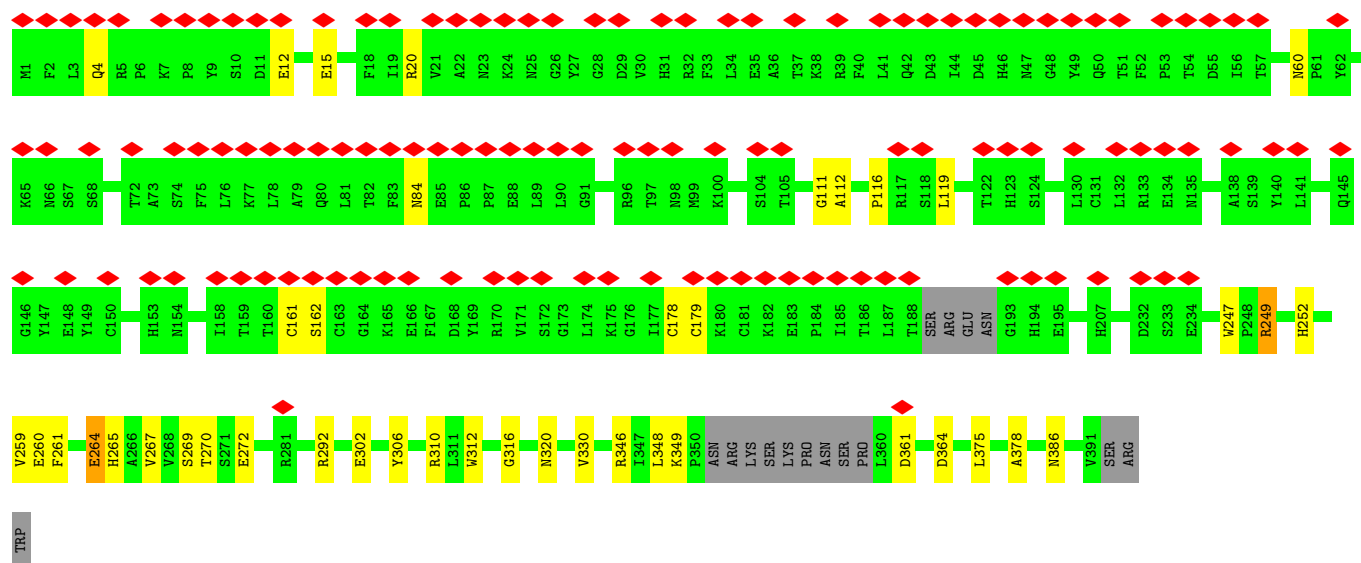 M1 F2 L3 Q4 R5 P6 K7 P8 Y9 S10 D11 E12 E15 F18 I19 R20 V21 A22 N23 K24 N25 G26 Y27 G28 D29 V30 H31 R32 F33 L34 E35 A36 T37 K38 R39 F40 L41 Q42 D43 I44 D45 H46 N47 G48 Y49 Q50 T51 F52 P53 T54 D55 I56 T57 N60 P61 Y62
K65 N66 S67 S68 T72 A73 S74 F75 L76 K77 L78 A79 Q80 L81 T82 F83 N84 E85 P86 P87 E88 L89 L90 G91 R96 T97 N98 M99 K100 S104 T105 G111 A112 P116 R117 S118 L119 T122 H123 S124 L130 C131 L132 R133 E134 N135 A138 S139 Y140 L141 Q145
G146 Y147 E148 Y149 C150 H153 N154 I158 T159 T160 C161 S162 C163 G164 K165 E166 F167 D168 Y169 R170 V171 S172 G173 L174 K175 G176 I177 C178 C179 K180 C181 K182 E183 P184 I185 T186 L187 T188 SER ARG GLU ASN G193 H194 E195 H207 D232 S233 E234 W247 P248 R249 H252
V259 E260 F261 E264 H265 A266 V267 V268 S269 T270 S271 E272 R281 R292 E302 Y306 R310 L311 W312 G316 N320 V330 R346 I347 L348 K349 P350 ASN ARG LYS SER LYS PRO ASN SER PRO L360 D361 D364 L375 A378 N386 V391 SER ARG
TRP